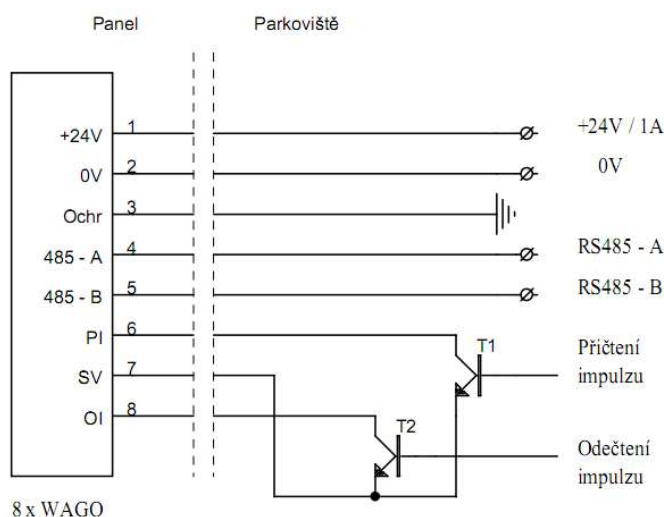 Panel Parkoviště
+24V 1 +24V / 1A
0V 2 0V
Ochr 3
485 - A 4 RS485 - A
485 - B 5 RS485 - B
PI 6
T1
Přičtení
impulzu
SV 7
OI 8
T2
Odečtení
impulzu
8 x WAGO